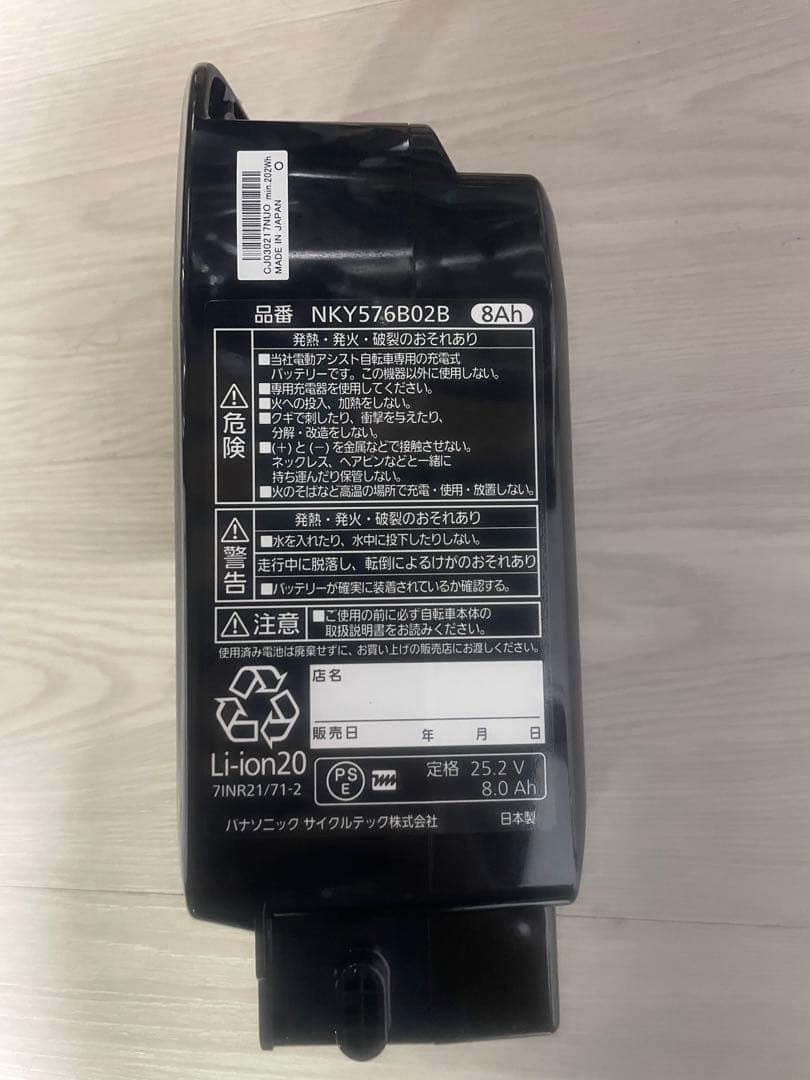 CJ030217NUO min.202Wh
MADE IN JAPAN O
品番 NKY576B02B 8Ah
危険
発熱・発火・破裂のおそれあり
■当社電動アシスト自転車専用の充電式
バッテリーです。この機器以外に使用しない。
■専用充電器を使用してください。
■火への投入、加熱をしない。
■クギで刺したり、衝撃を与えたり、
分解・改造をしない。
■(+)と(−)を金属などで接触させない。
ネックレス、ヘアピンなどと一緒に
持ち運んだり保管しない。
■火のそばなど高温の場所で充電・使用・放置しない。
警告
発熱・発火・破裂のおそれあり
■水を入れたり、水中に投下したりしない。
走行中に脱落し、転倒によるけがのおそれあり
■バッテリーが確実に装着されているか確認する。
注意
■ご使用の前に必ず自転車本体の
取扱説明書をお読みください。
使用済み電池は廃棄せずに、お買い上げの販売店にお渡しください。
店名
販売日 年 月 日
Li-ion20
7INR21/71-2
PS
E
定格 25.2 V
8.0 Ah
パナソニック サイクルテック株式会社 日本製